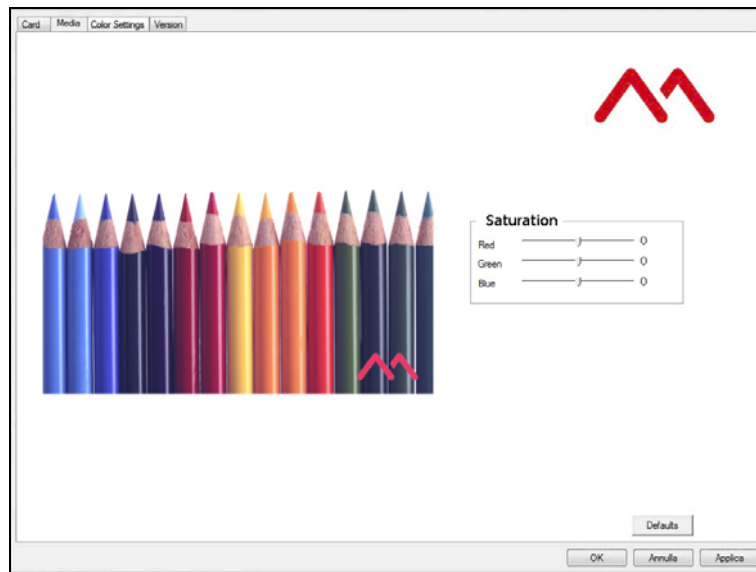 Card Media Color Settings Version
Saturation
Red 0
Green 0
Blue 0
Defaults
OK Annulla Applica